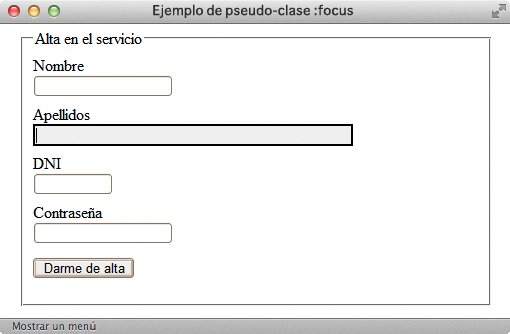 Ejemplo de pseudo-clase :focus
Alta en el servicio
Nombre
Apellidos
DNI
Contraseña
Darme de alta
Mostrar un menú